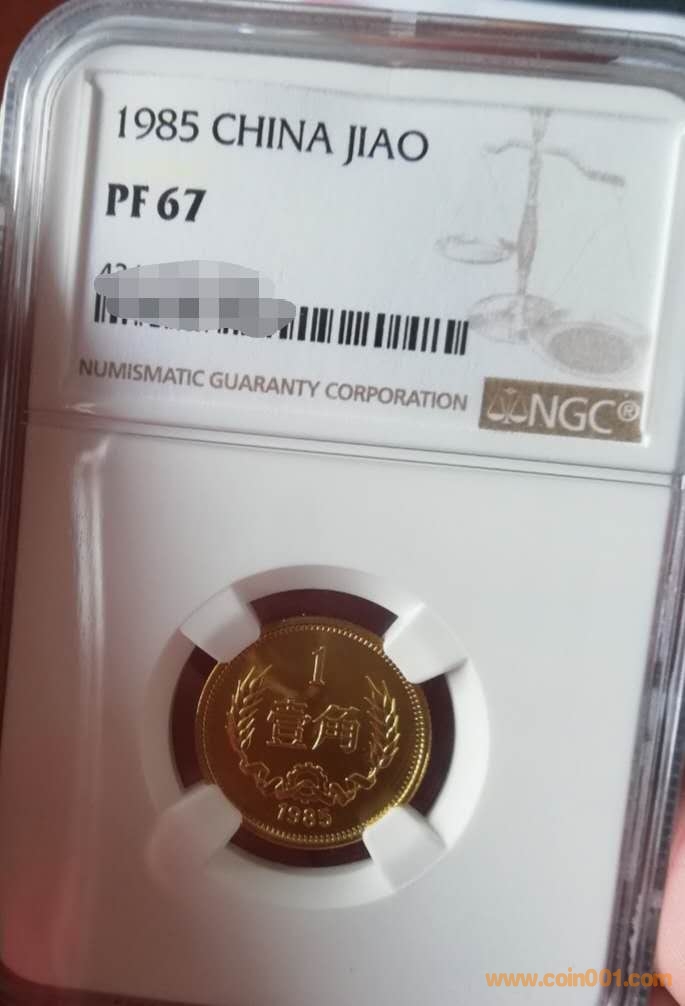 1985 CHINA JIAO
PF 67
NUMISMATIC GUARANTY CORPORATION
NGC®
1
壹角
1985
www.coin001.com